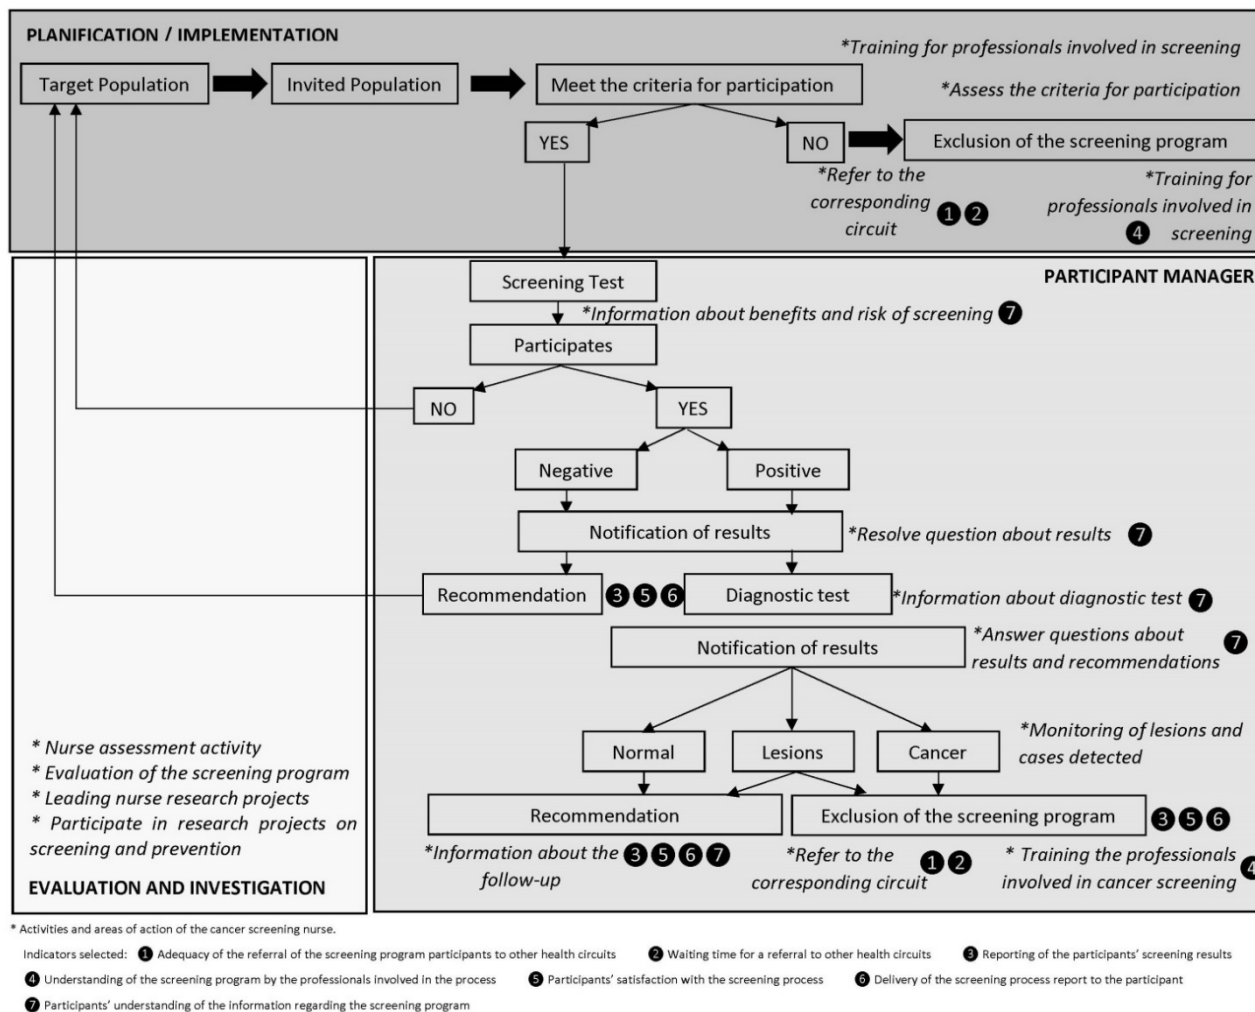 PLANIFICATION / IMPLEMENTATION
*Training for professionals involved in screening
Target Population
Invited Population
Meet the criteria for participation
*Assess the criteria for participation
YES
NO
Exclusion of the screening program
*Refer to the
corresponding
circuit
1 2
*Training for
professionals involved in
4 screening
PARTICIPANT MANAGER
Screening Test
*Information about benefits and risk of screening 7
Participates
NO
YES
Negative
Positive
Notification of results
*Resolve question about results 7
Recommendation
3 5 6
Diagnostic test
*Information about diagnostic test 7
Notification of results
*Answer questions about
results and recommendations
7
Normal
Lesions
Cancer
*Monitoring of lesions and
cases detected
Recommendation
Exclusion of the screening program
3 5 6
*Information about the
follow-up
3 5 6 7
*Refer to the
corresponding circuit
1 2
* Training the professionals
involved in cancer screening
4
* Nurse assessment activity
* Evaluation of the screening program
* Leading nurse research projects
* Participate in research projects on
screening and prevention
EVALUATION AND INVESTIGATION
* Activities and areas of action of the cancer screening nurse.
Indicators selected: 1 Adequacy of the referral of the screening program participants to other health circuits 2 Waiting time for a referral to other health circuits 3 Reporting of the participants' screening results
4 Understanding of the screening program by the professionals involved in the process 5 Participants' satisfaction with the screening process 6 Delivery of the screening process report to the participant
7 Participants' understanding of the information regarding the screening program